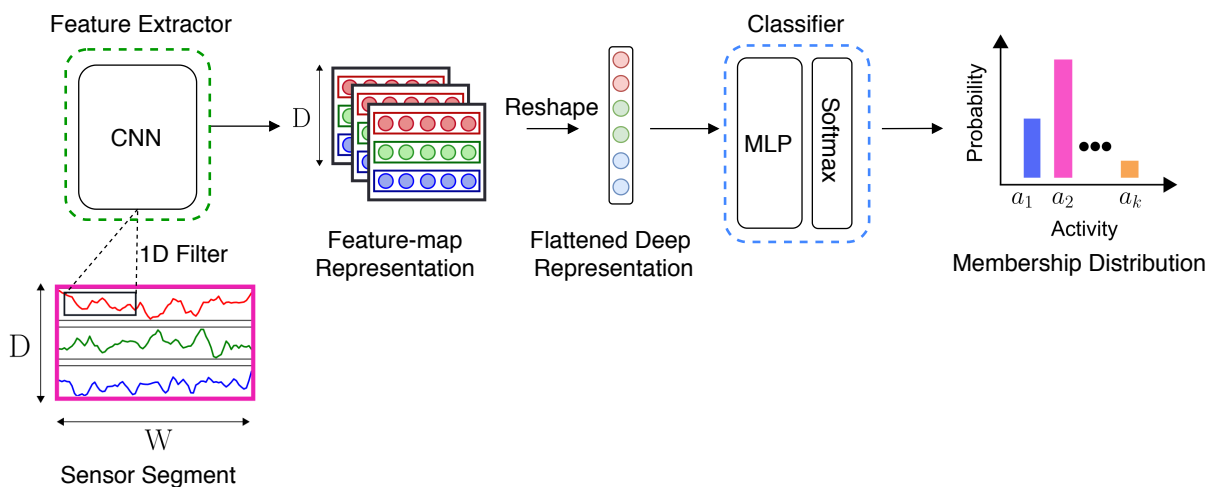 Feature Extractor
CNN
1D Filter
D
W
Sensor Segment
D
Feature-map
Representation
Reshape
Flattened Deep
Representation
Classifier
MLP
Softmax
Probability
a1 a2 ak
Activity
Membership Distribution